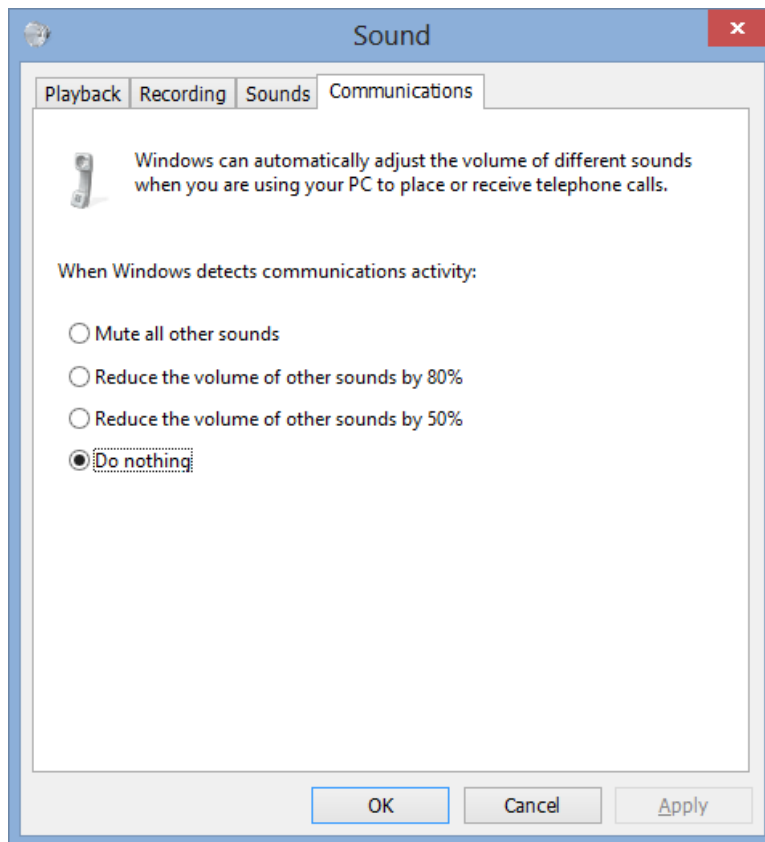 Sound
Playback Recording Sounds Communications
Windows can automatically adjust the volume of different sounds
when you are using your PC to place or receive telephone calls.
When Windows detects communications activity:
Mute all other sounds
Reduce the volume of other sounds by 80%
Reduce the volume of other sounds by 50%
Do nothing
OK Cancel Apply